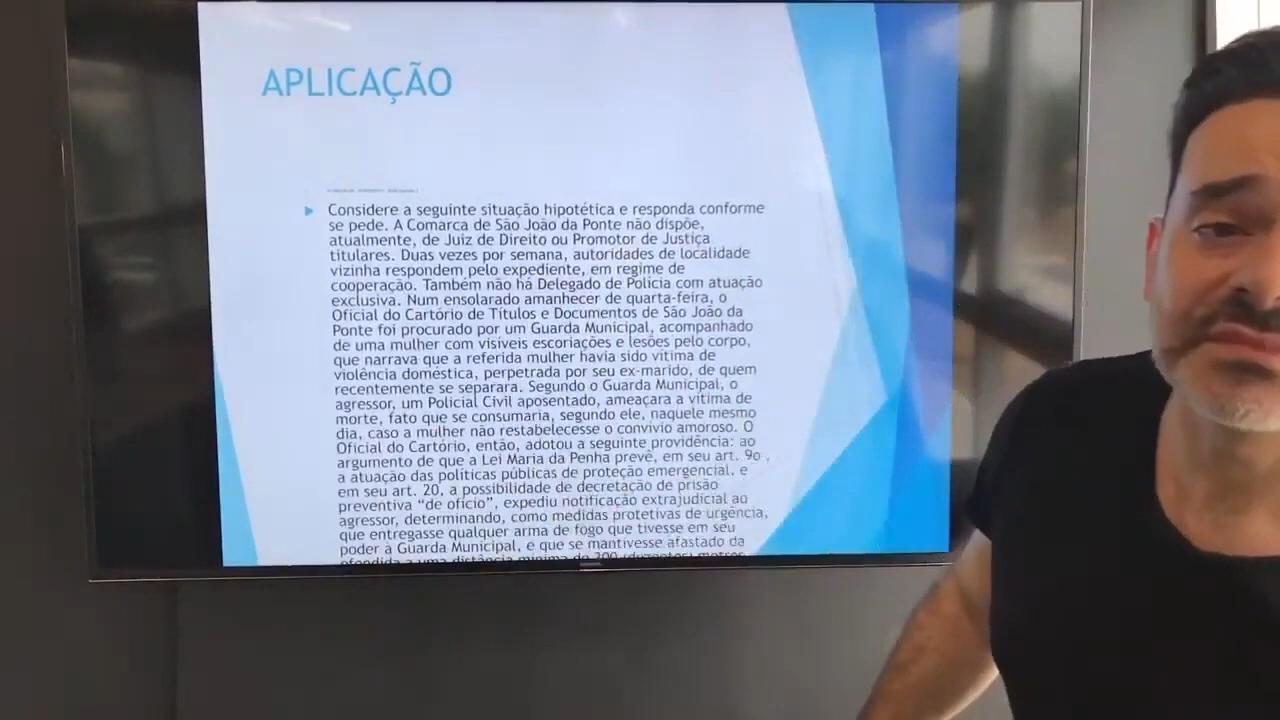 APLICAÇÃO
Considere a seguinte situação hipotética e responda conforme
se pede. A Comarca de São João da Ponte não dispõe,
atualmente, de Juiz de Direito ou Promotor de Justiça
titulares. Duas vezes por semana, autoridades de localidade
vizinha respondem pelo expediente, em regime de
cooperação. Também não há Delegado de Polícia com atuação
exclusiva. Num ensolarado amanhecer de quarta-feira, o
Oficial do Cartório de Títulos e Documentos de São João da
Ponte foi procurado por um Guarda Municipal, acompanhado
de uma mulher com visíveis escoriações e lesões pelo corpo,
que narrava que a referida mulher havia sido vítima de
violência doméstica, perpetrada por seu ex-marido, de quem
recentemente se separara. Segundo o Guarda Municipal, o
agressor, um Policial Civil aposentado, ameaçara a vítima de
morte, fato que se consumaria, segundo ele, naquele mesmo
dia, caso a mulher não restabelecesse o convívio amoroso. O
Oficial do Cartório, então, adotou a seguinte providência: ao
argumento de que a Lei Maria da Penha prevê, em seu art. 9o ,
a atuação das políticas públicas de proteção emergencial, e
em seu art. 20, a possibilidade de decretação de prisão
preventiva “de ofício”, expediu notificação extrajudicial ao
agressor, determinando, como medidas protetivas de urgência,
que entregasse qualquer arma de fogo que tivesse em seu
poder à Guarda Municipal, e que se mantivesse afastado da
ofendida a uma distância mínima de 200 (duzentos) metros